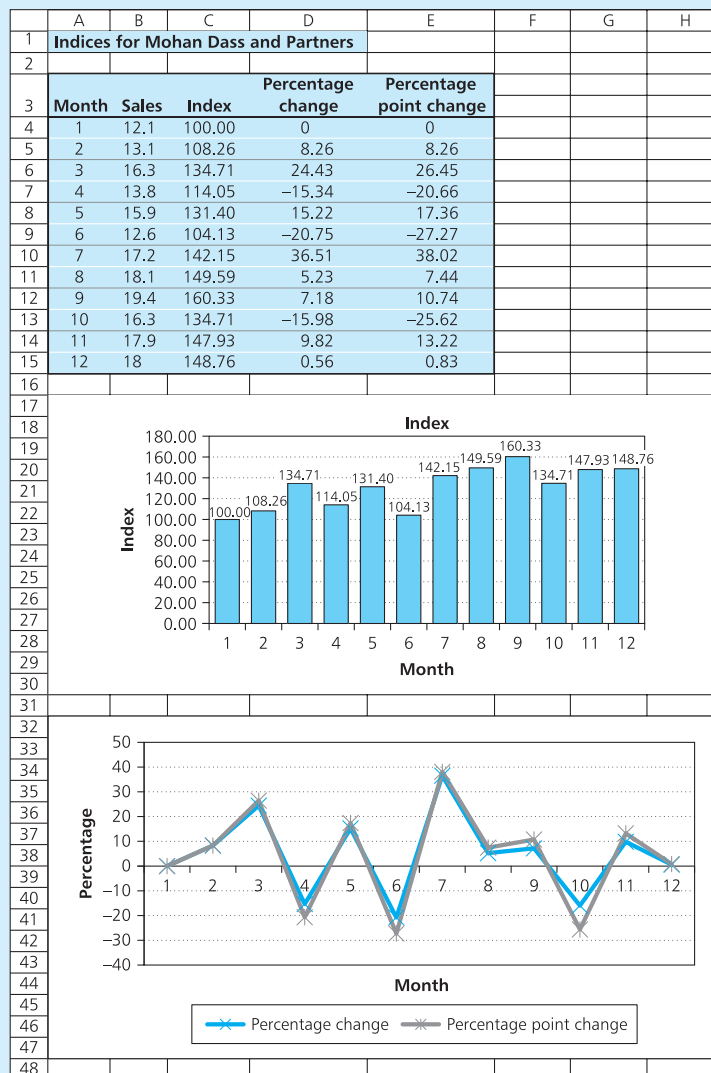 A B C D E F G H
1 Indices for Mohan Dass and Partners
2
Percentage Percentage
3 Month Sales Index change point change
4 1 12.1 100.00 0 0
5 2 13.1 108.26 8.26 8.26
6 3 16.3 134.71 24.43 26.45
7 4 13.8 114.05 –15.34 –20.66
8 5 15.9 131.40 15.22 17.36
9 6 12.6 104.13 –20.75 –27.27
10 7 17.2 142.15 36.51 38.02
11 8 18.1 149.59 5.23 7.44
12 9 19.4 160.33 7.18 10.74
13 10 16.3 134.71 –15.98 –25.62
14 11 17.9 147.93 9.82 13.22
15 12 18 148.76 0.56 0.83
16
17
18
19
20
21
22
23
24
25
26
27
28
29
30
31
Index
180.00
160.00
140.00
120.00
100.00
80.00
60.00
40.00
20.00
0.00
Index
100.00 108.26 134.71 114.05 131.40 104.13 142.15 149.59 160.33 134.71 147.93 148.76
1 2 3 4 5 6 7 8 9 10 11 12
Month
32
33
34
35
36
37
38
39
40
41
42
43
44
45
46
47
48
50
40
30
20
10
0
–10
–20
–30
–40
Percentage
1 2 3 4 5 6 7 8 9 10 11 12
Month
Percentage change Percentage point change